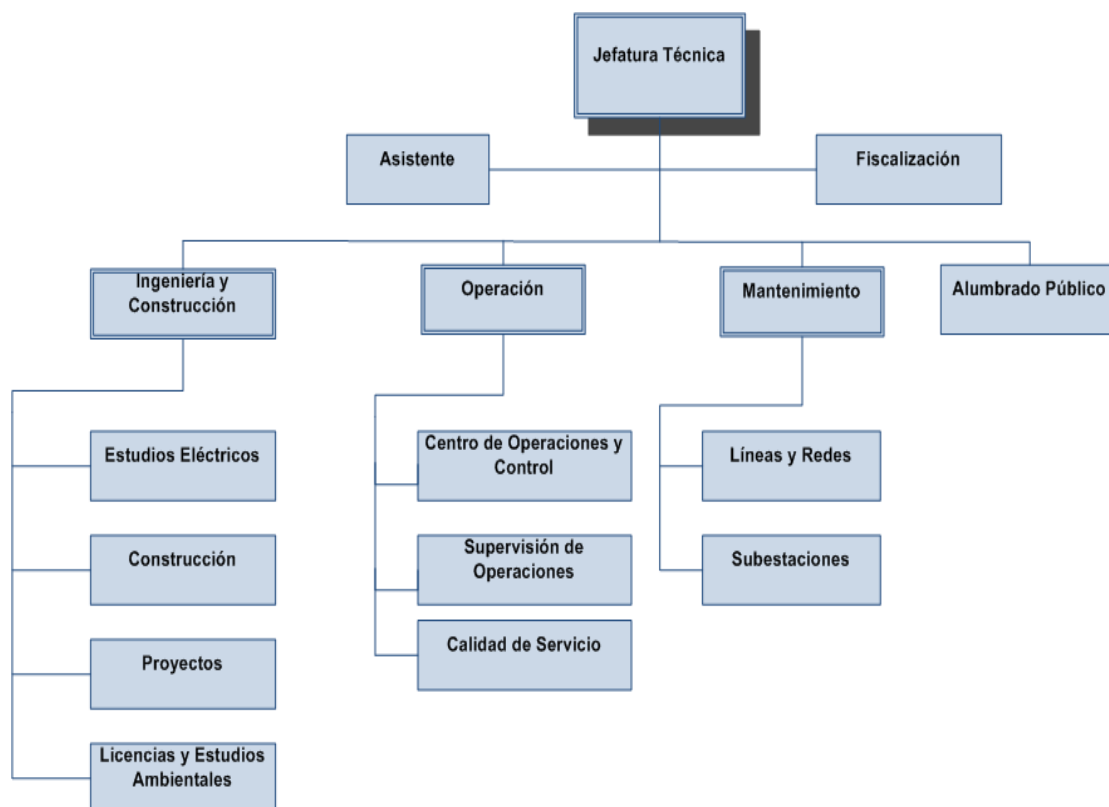 Jefatura Técnica
Asistente
Fiscalización
Ingeniería y
Construcción
Operación
Mantenimiento
Alumbrado Público
Estudios Eléctricos
Construcción
Proyectos
Licencias y Estudios
Ambientales
Centro de Operaciones y
Control
Supervisión de
Operaciones
Calidad de Servicio
Líneas y Redes
Subestaciones